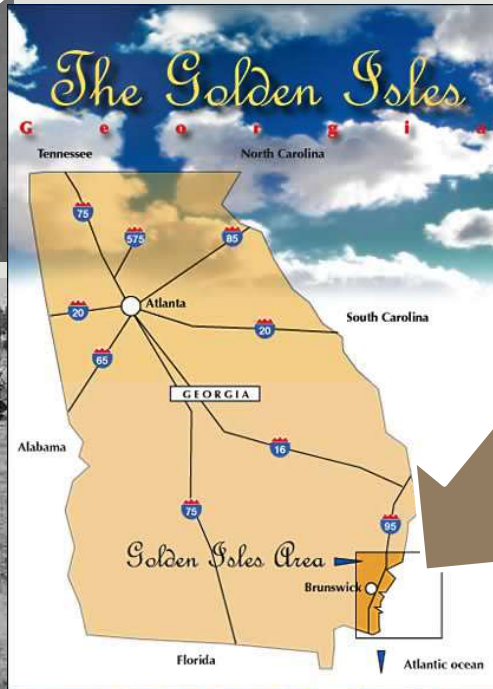 The Golden Isles
Georgia
Tennessee
North Carolina
75
575
85
20
Atlanta
20
South Carolina
65
GEORGIA
Alabama
16
75
95
Golden Isles Area
Brunswick
Florida
Atlantic ocean